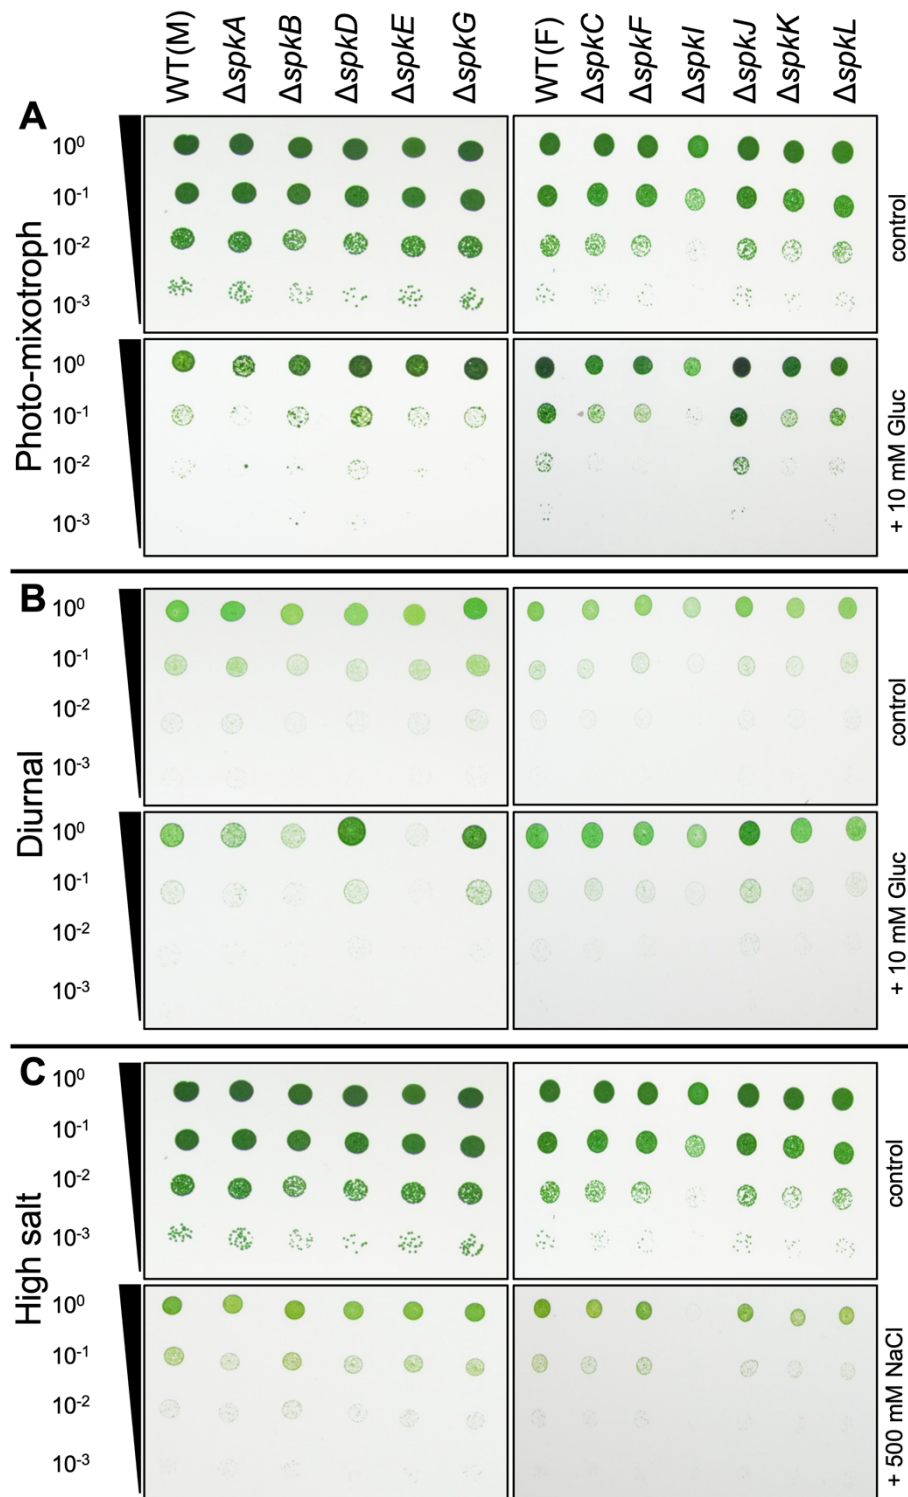 WT(M) ΔspkA ΔspkB ΔspkD ΔspkE ΔspkG WT(F) ΔspkC ΔspkF ΔspkI ΔspkJ ΔspkK ΔspkL
A
Photo-mixotroph
10⁰
10⁻¹
10⁻²
10⁻³
control
10⁰
10⁻¹
10⁻²
10⁻³
+ 10 mM Gluc
B
Diurnal
10⁰
10⁻¹
10⁻²
10⁻³
control
10⁰
10⁻¹
10⁻²
10⁻³
+ 10 mM Gluc
C
High salt
10⁰
10⁻¹
10⁻²
10⁻³
control
10⁰
10⁻¹
10⁻²
10⁻³
+ 500 mM NaCl